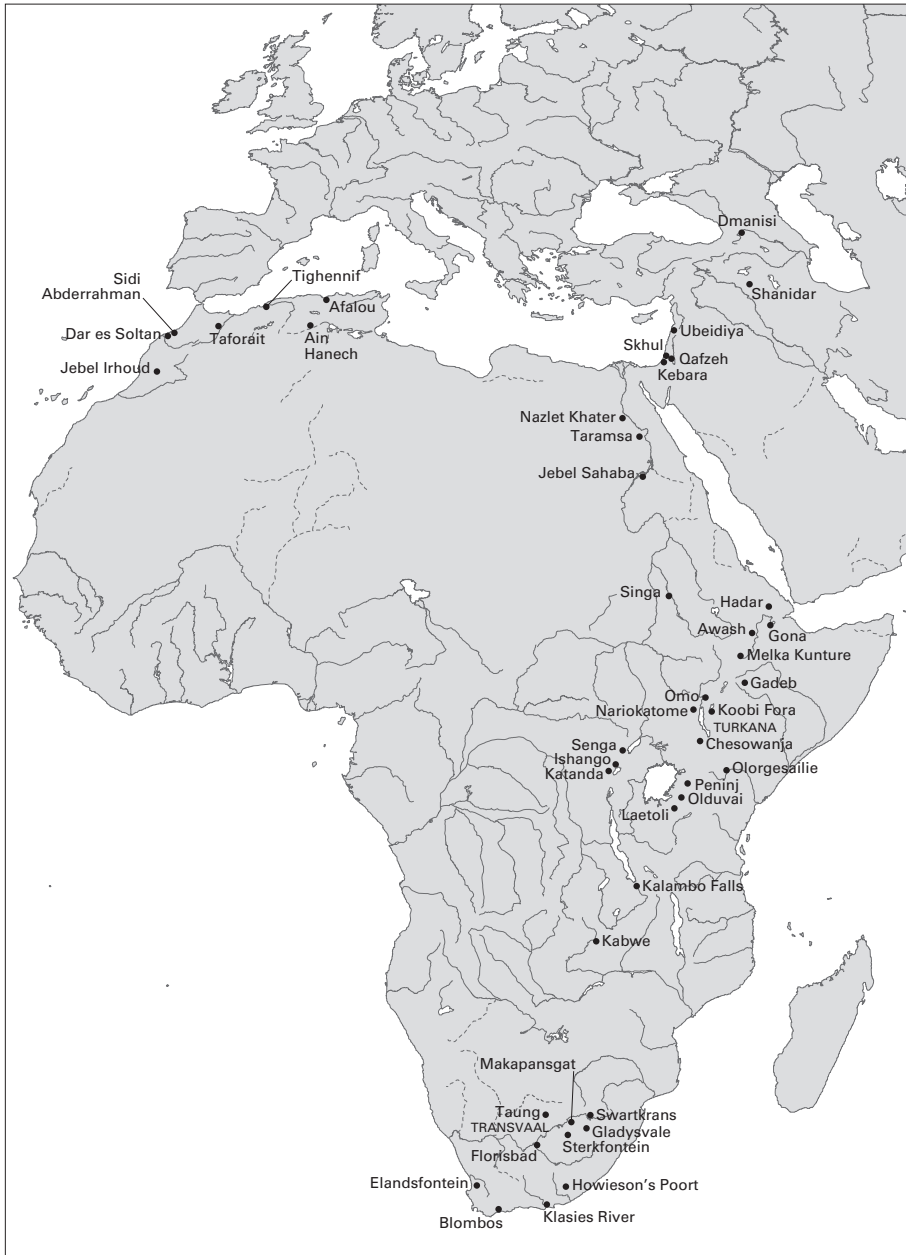 Dmanisi
Shanidar
Sidi
Abderrahman
Tighennif
Afalou
Dar es Soltan
Taforait
Ain
Hanech
Jebel Irhoud
Ubeidiya
Skhul
Qafzeh
Kebara
Nazlet Khater
Taramsa
Jebel Sahaba
Singa
Hadar
Awash
Gona
Melka Kunture
Gadeb
Omo
Nariokatome
Koobi Fora
TURKANA
Chesowanja
Senga
Ishango
Katanda
Olorgesailie
Peninj
Olduvai
Laetoli
Kalambo Falls
Kabwe
Makapansgat
Taung
TRANSVAAL
Swartkrans
Gladysvale
Sterkfontein
Florisbad
Elandsfontein
Howieson's Poort
Blombos
Klasies River